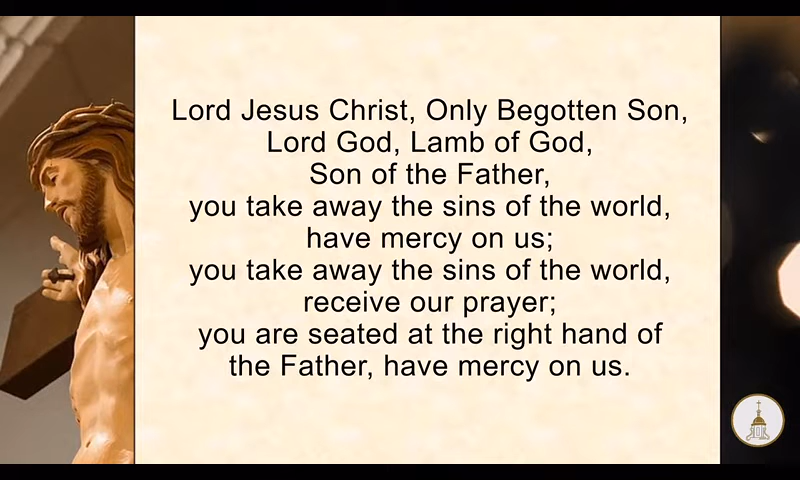 Lord Jesus Christ, Only Begotten Son,
Lord God, Lamb of God,
Son of the Father,
you take away the sins of the world,
have mercy on us;
you take away the sins of the world,
receive our prayer;
you are seated at the right hand of
the Father, have mercy on us.